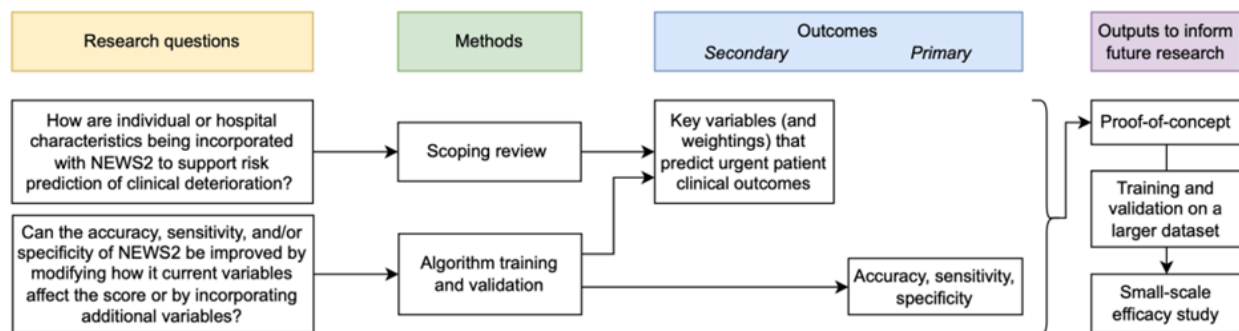 Research questions
Methods
Outcomes
Secondary Primary
Outputs to inform
future research
How are individual or hospital
characteristics being incorporated
with NEWS2 to support risk
prediction of clinical deterioration?
Scoping review
Key variables (and
weightings) that
predict urgent patient
clinical outcomes
Proof-of-concept
Training and
validation on a
larger dataset
Can the accuracy, sensitivity, and/or
specificity of NEWS2 be improved by
modifying how it current variables
affect the score or by incorporating
additional variables?
Algorithm training
and validation
Accuracy, sensitivity,
specificity
Small-scale
efficacy study